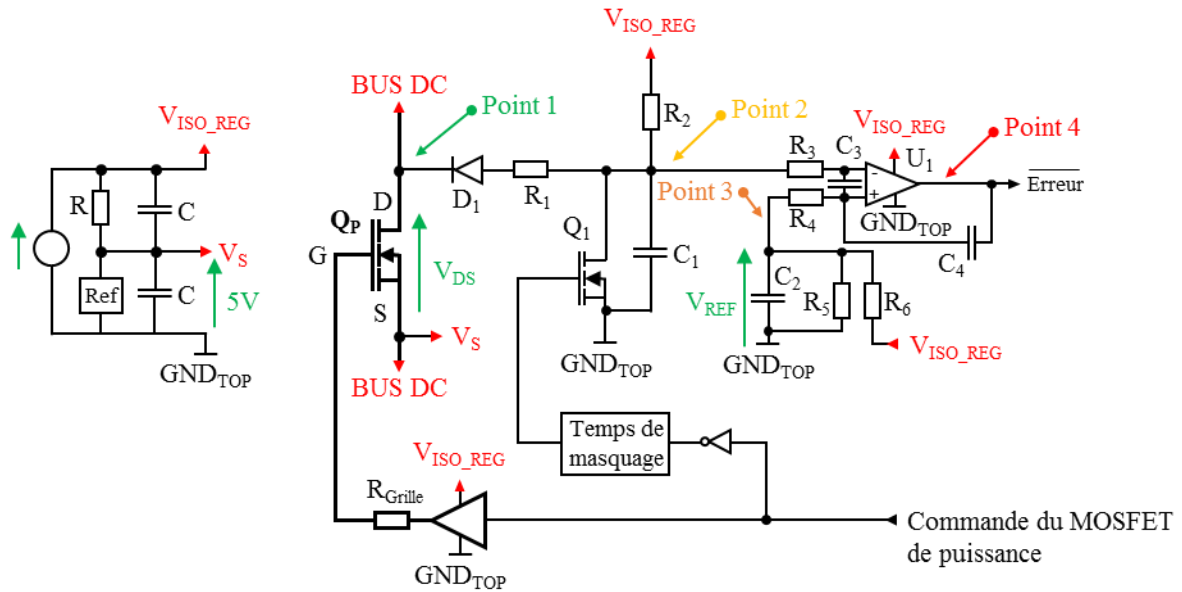 V_ISO_REG
R
C
V_S
Ref
C
5V
GND_TOP
BUS DC
Point 1
D_1
R_1
D
Q_P
G
S
V_DS
V_S
BUS DC
V_ISO_REG
R_2
Point 2
Q_1
C_1
GND_TOP
R_3
C_3
V_ISO_REG
U_1
Point 4
-
+
GND_TOP
Erreur
Point 3
R_4
C_4
V_REF
C_2
R_5
R_6
GND_TOP
V_ISO_REG
Temps de
masquage
V_ISO_REG
R_Grille
GND_TOP
Commande du MOSFET
de puissance